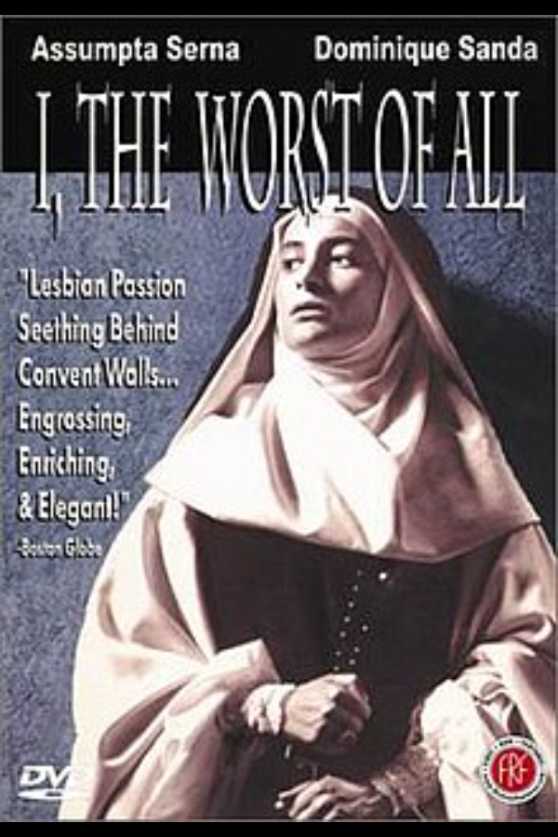 Assumpta Serna Dominique Sanda
I, THE WORST OF ALL
"Lesbian Passion
Seething Behind
Convent Walls...
Engrossing,
Enriching,
& Elegant!"
-Boston Globe
DVD
FRF